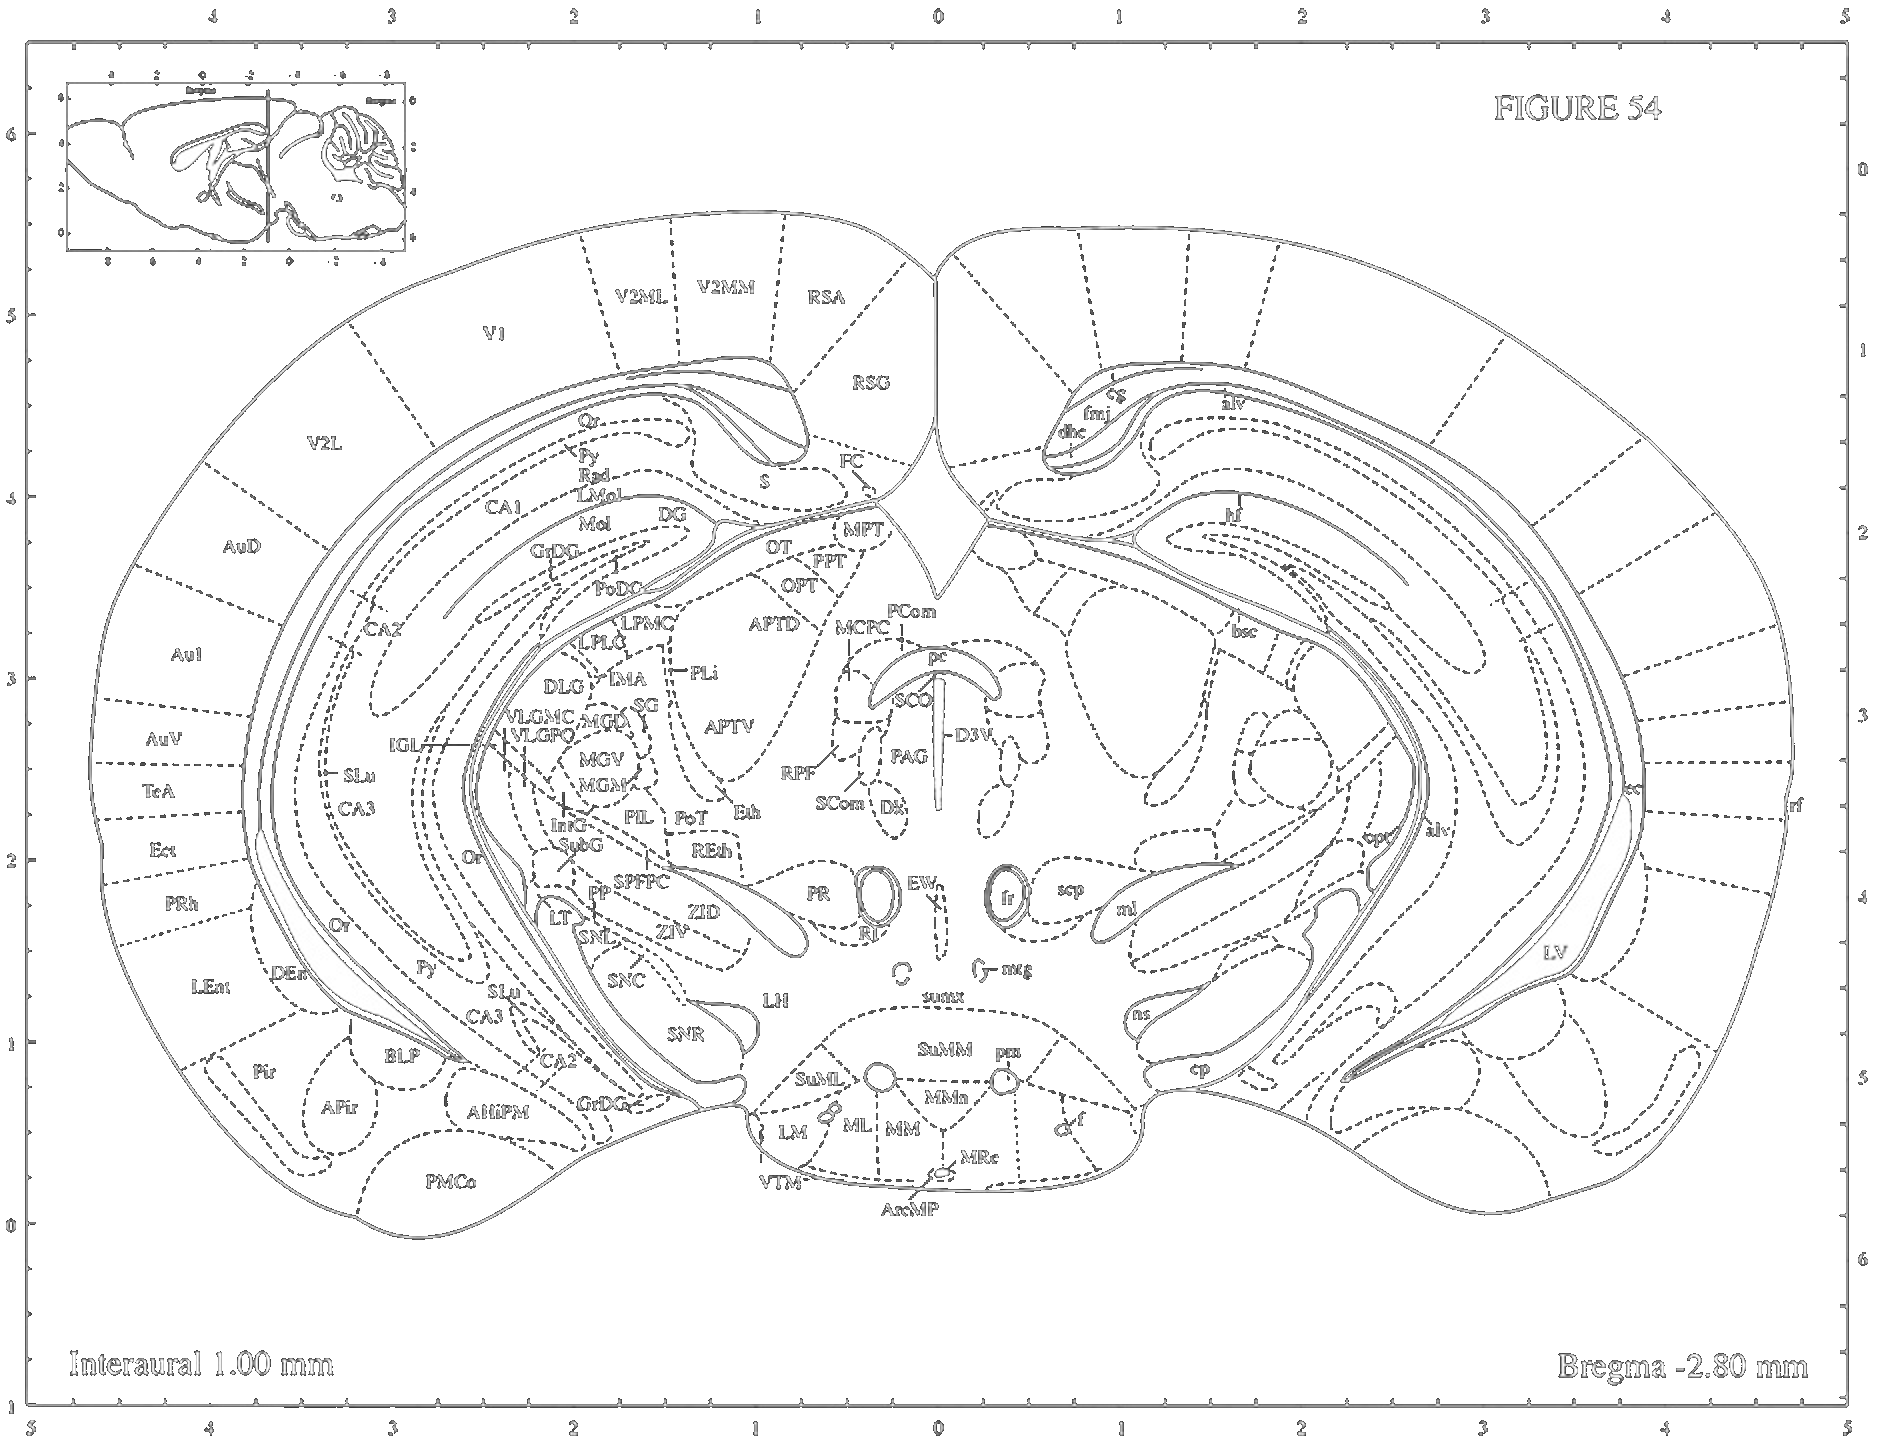 5 4 3 2 1 0 1 2 3 4 5
FIGURE 54
Bregma
Bregma
6
5
4
3
2
1
0
1
0
1
2
3
4
5
6
V2ML
V2MM
RSA
V1
RSG
V2L
cg
fmj
dhc
alv
Or
Py
Rad
LMol
FC
S
CA1
Mol
DG
MPT
hf
AuD
GrDG
OT
PPT
OPT
PoDG
PCom
CA2
LPMC
APTD
MCPC
bsc
LPLC
Au1
pc
DLG
IMA
PLi
SG
SCO
VLGMC
MGD
VLGPO
APTV
AuV
IGL
D3V
PAG
MGV
RPF
SLu
MGM
TeA
CA3
SCom
Dk
Eth
PIL
PoT
IntG
ec
rf
opt
alv
SubG
REth
Ect
Or
SPFPC
PP
PR
EW
fr
scp
PRh
LT
ZID
ml
Or
SNL
ZIV
RI
LV
Py
DEn
SNC
mtg
LEnt
SLu
LH
sumx
CA3
SNR
ns
BLP
CA2
SuMM
pm
Pir
SuML
cp
APir
AHiPM
GrDG
MMn
LM
ML
MM
f
PMCo
VTM
MRe
ArcMP
Interaural 1.00 mm
Bregma -2.80 mm
5 4 3 2 1 0 1 2 3 4 5